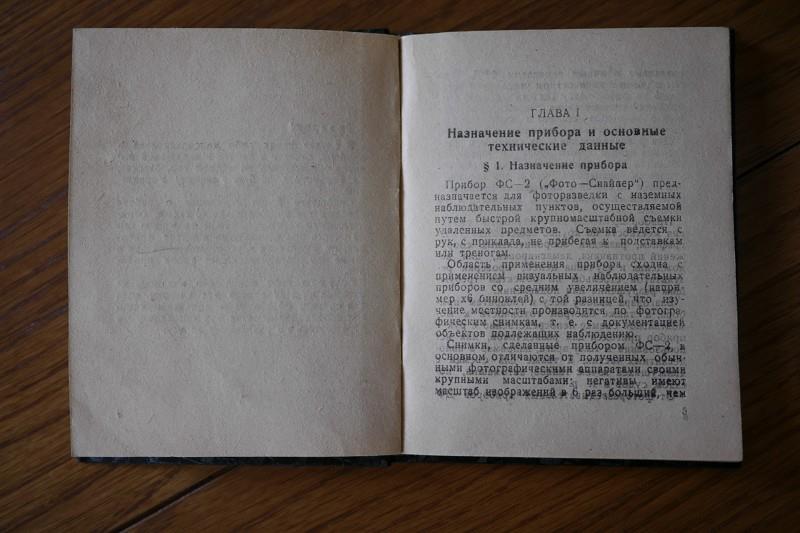 ГЛАВА I
Назначение прибора и основные
технические данные
§ 1. Назначение прибора
Прибор ФС—2 („Фото—Снайпер") пред-
назначается для фоторазведки с наземных
наблюдательных пунктов, осуществляемой
путем быстрой крупномасштабной съемки
удаленных предметов. Съемка ведется с
рук, с приклада, не прибегая к подставкам
или треногам.
Область применения прибора сходна с
применением визуальных наблюдательных
приборов со средним увеличением (напри-
мер х6 биноклей) с той разницей, что изу-
чение местности производится по фотогра-
фическим снимкам, т. е. с документацией
объектов подлежащих наблюдению.
Снимки, сделанные прибором ФС—2, в
основном отличаются от полученных обыч-
ными фотографическими аппаратами своими
крупными масштабами: негативы имеют
масштаб изображений в 6 раз больший, чем